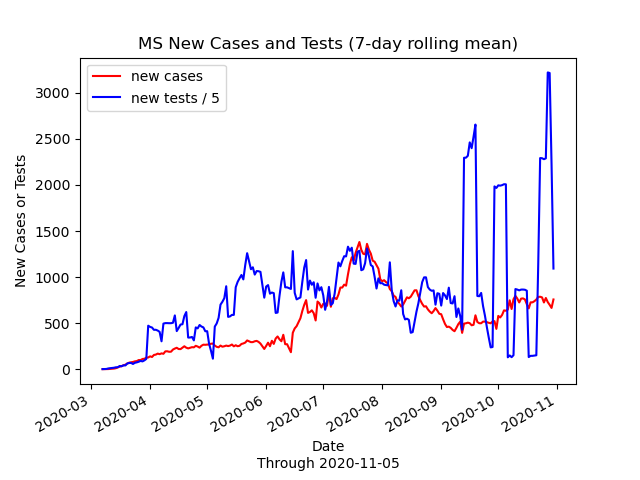 MS New Cases and Tests (7-day rolling mean)
new cases
new tests / 5
New Cases or Tests
3000
2500
2000
1500
1000
500
0
2020-03
2020-04
2020-05
2020-06
2020-07
2020-08
2020-09
2020-10
2020-11
Date
Through 2020-11-05